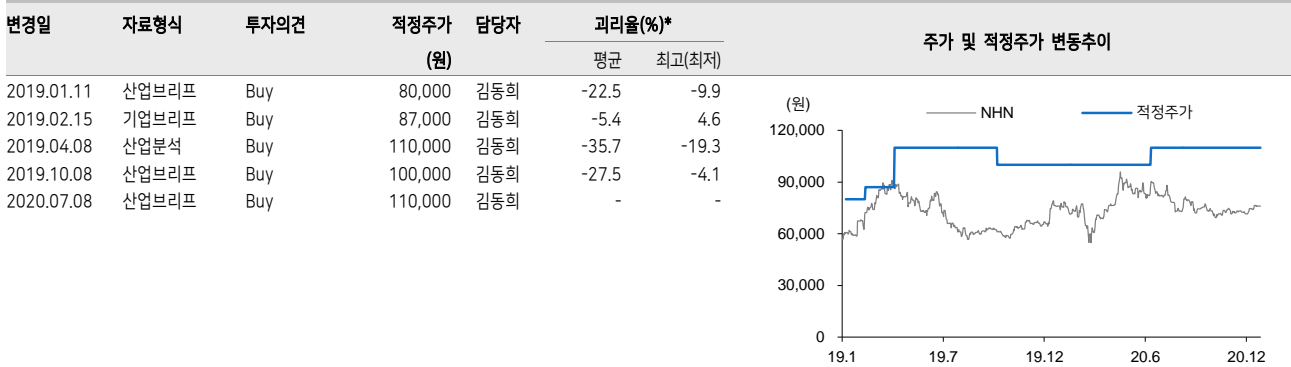 변경일 자료형식 투자의견 적정주가 담당자 괴리율(%)* 주가 및 적정주가 변동추이
(원) 평균 최고(최저)
2019.01.11 산업브리프 Buy 80,000 김동희 -22.5 -9.9
2019.02.15 기업브리프 Buy 87,000 김동희 -5.4 4.6
2019.04.08 산업분석 Buy 110,000 김동희 -35.7 -19.3
2019.10.08 산업브리프 Buy 100,000 김동희 -27.5 -4.1
2020.07.08 산업브리프 Buy 110,000 김동희 - -
(원)
NHN 적정주가
120,000
90,000
60,000
30,000
0
19.1 19.7 19.12 20.6 20.12